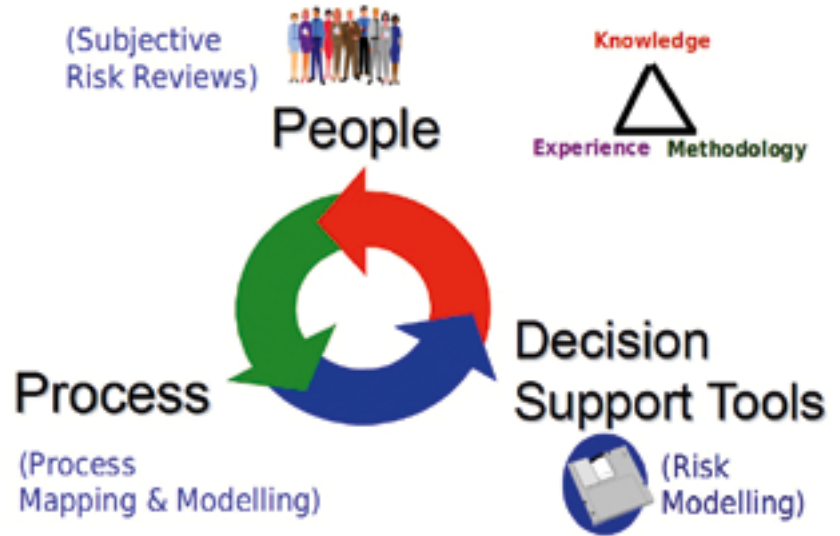 (Subjective
Risk Reviews)
People
Knowledge
Experience Methodology
Process
(Process
Mapping & Modelling)
Decision
Support Tools
(Risk
Modelling)